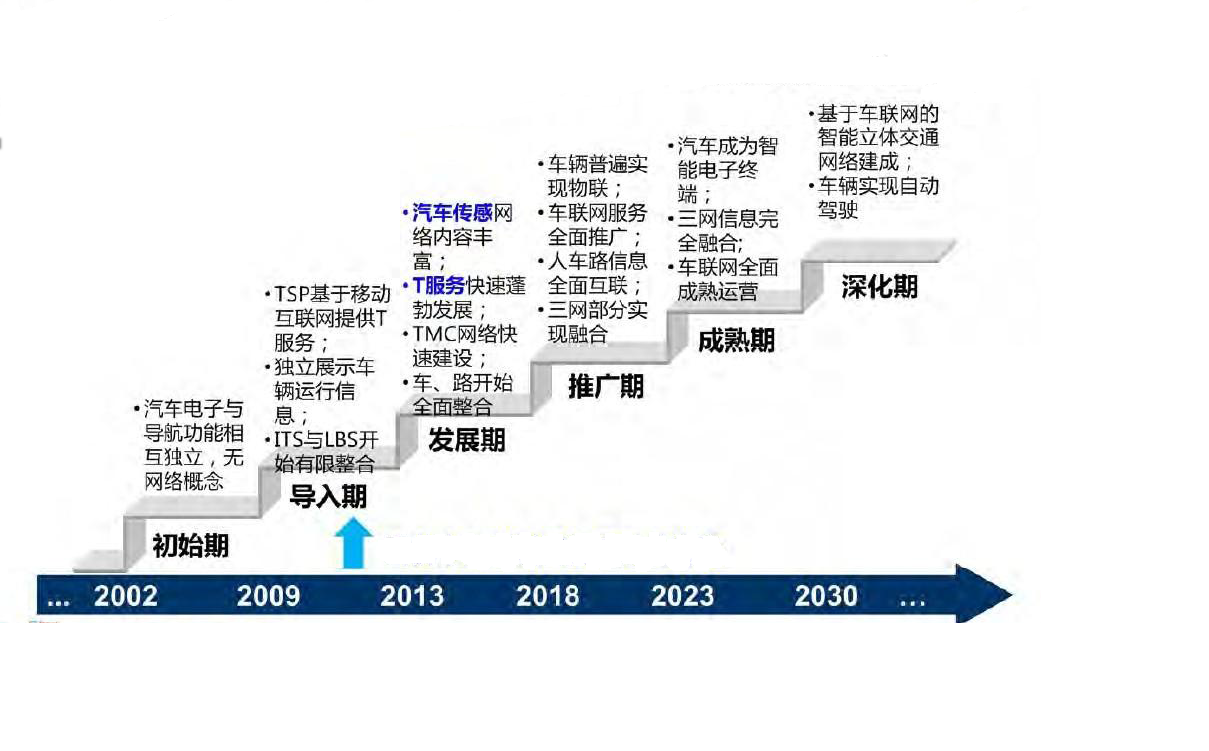 •汽车电子与
导航功能相
互独立，无
网络概念
初始期
•TSP基于移动
互联网提供T
服务；
•独立展示车
辆运行信
息；
•ITS与LBS开
始有限整合
导入期
•汽车传感网
络内容丰
富；
•T服务快速蓬
勃发展；
•TMC网络快
速建设；
•车、路开始
全面整合
发展期
•车辆普遍实
现物联；
•车联网服务
全面推广；
•人车路信息
全面互联；
•三网部分实
现融合
推广期
•汽车成为智
能电子终
端；
•三网信息完
全融合;
•车联网全面
成熟运营
成熟期
•基于车联网的
智能立体交通
网络建成；
•车辆实现自动
驾驶
深化期
... 2002 2009 2013 2018 2023 2030 ...